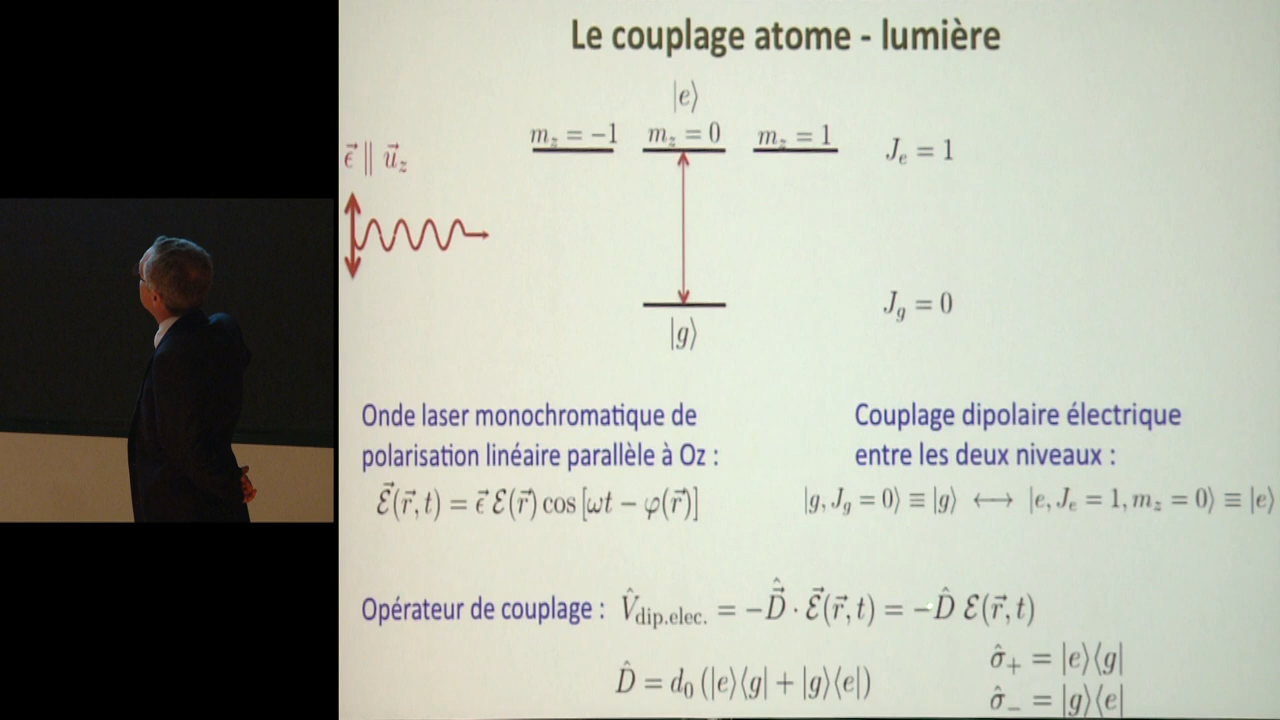 Le couplage atome - lumière
|e⟩
m_z = −1 m_z = 0 m_z = 1 J_e = 1
ε⃗ ∥ u⃗_z
J_g = 0
|g⟩
Onde laser monochromatique de
polarisation linéaire parallèle à Oz :
ℰ⃗(r⃗, t) = ε⃗ ℰ(r⃗) cos [ωt − φ(r⃗)]
Couplage dipolaire électrique
entre les deux niveaux :
|g, J_g = 0⟩ ≡ |g⟩ ⟷ |e, J_e = 1, m_z = 0⟩ ≡ |e⟩
Opérateur de couplage : V̂_dip.elec. = −D̂⃗ · ℰ⃗(r⃗, t) = −D̂ ℰ(r⃗, t)
D̂ = d_0 (|e⟩⟨g| + |g⟩⟨e|)
σ̂_+ = |e⟩⟨g|
σ̂_− = |g⟩⟨e|